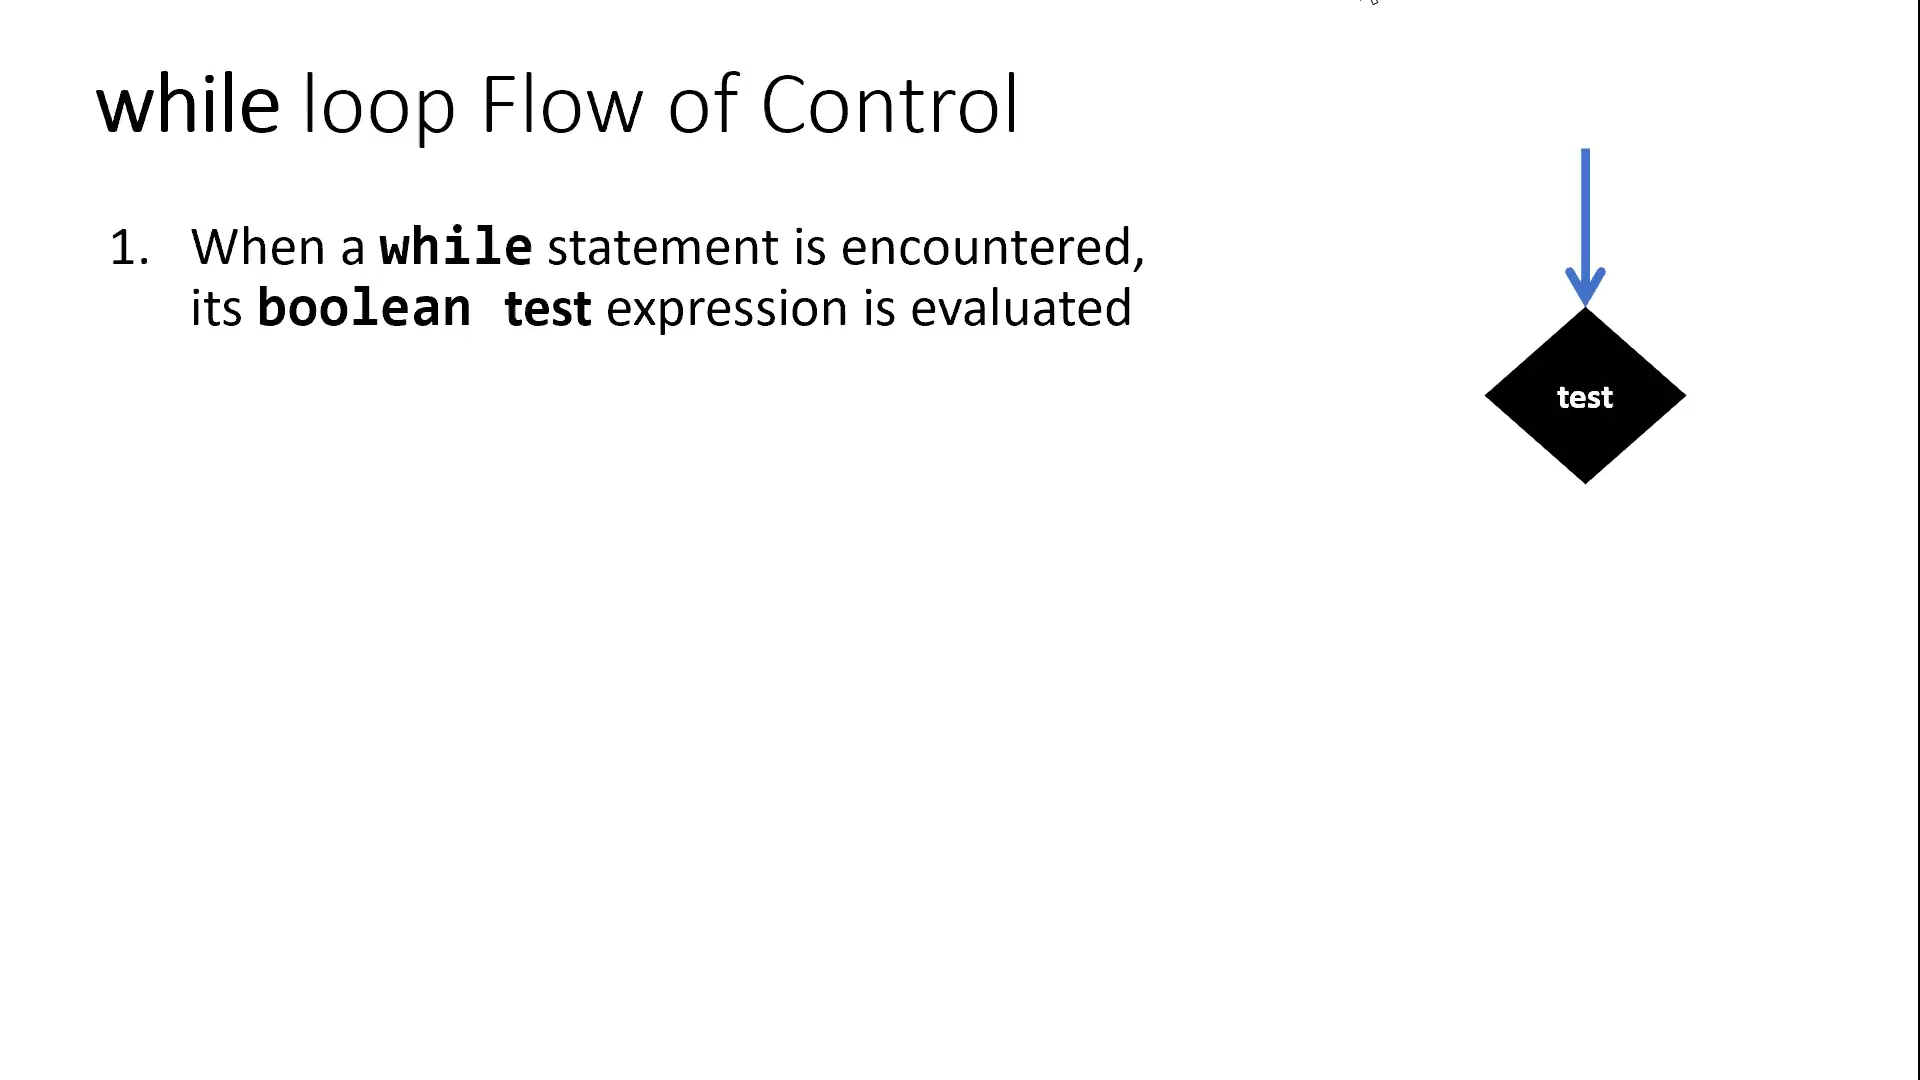 while loop Flow of Control
1. When a while statement is encountered,
its boolean test expression is evaluated
test